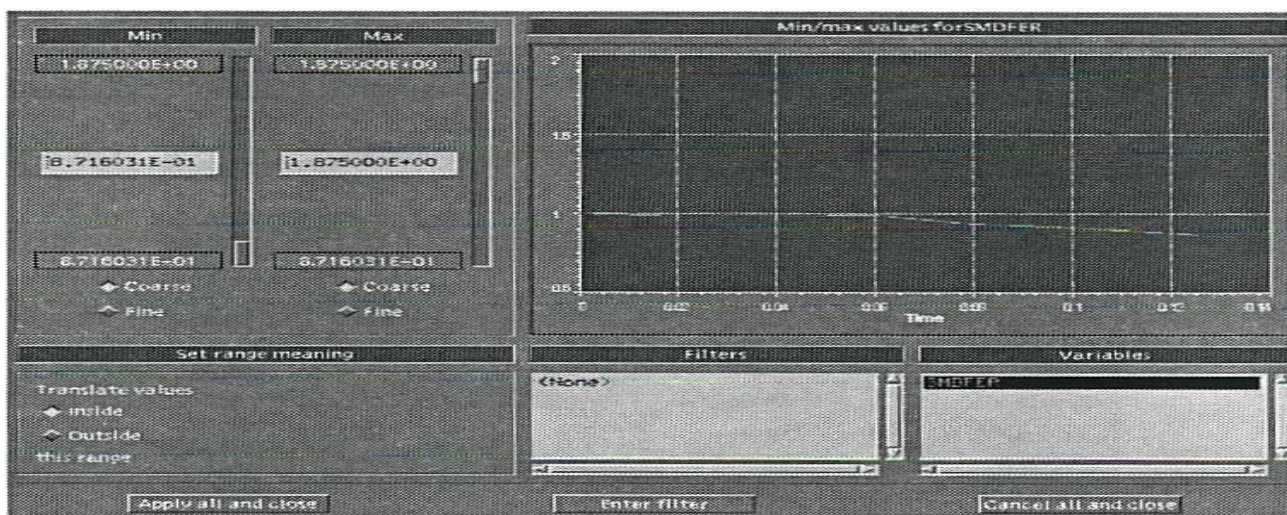 Min
Max
Min/max values for SMDFER
1.875000E+00
1.875000E+00
8.716031E-01
1.875000E+00
8.716031E-01
8.716031E-01
Coarse
Coarse
Fine
Fine
2
1.5
1
0.5
0
0.02
0.04
0.06
0.08
0.1
0.12
0.14
Time
Set range meaning
Filters
Variables
Translate values
Inside
Outside
this range
<None>
SMDFER
Apply all and close
Enter filter
Cancel all and close